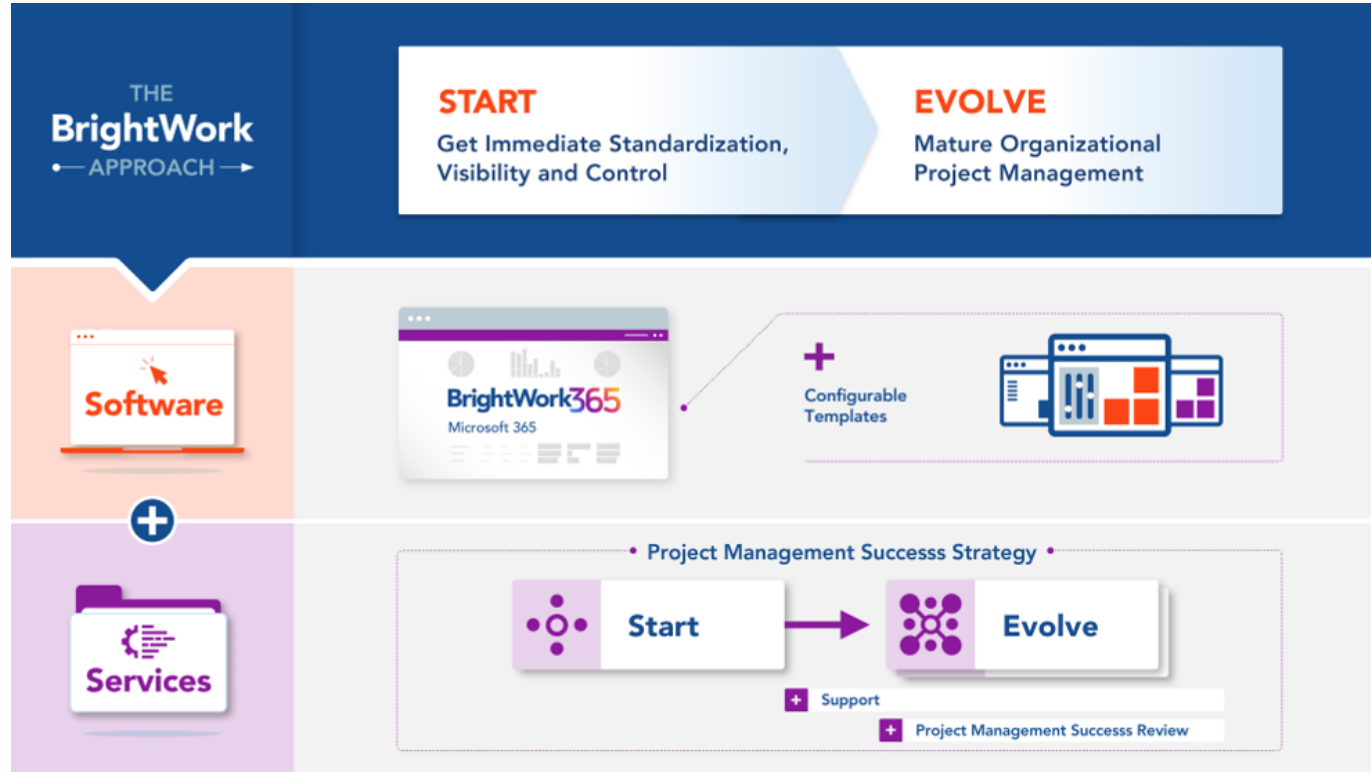 THE
BrightWork
APPROACH
START
Get Immediate Standardization,
Visibility and Control
EVOLVE
Mature Organizational
Project Management
Software
BrightWork365
Microsoft 365
+
Configurable
Templates
+
Services
Project Management Successs Strategy
Start
Evolve
+ Support
+ Project Management Successs Review